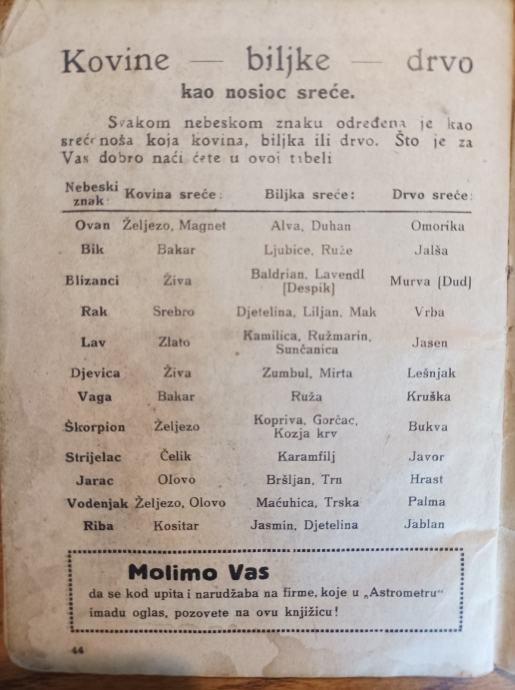 Kovine — biljke — drvo
kao nosioc sreće.
Svakom nebeskom znaku određena je kao
srećonoša koja kovina, biljka ili drvo. Što je za
Vas dobro naći ćete u ovoj tabeli
Nebeski znak: Kovina sreće: Biljka sreće: Drvo sreće:
Ovan Željezo, Magnet Alva, Duhan Omorika
Bik Bakar Ljubice, Ruže Jalša
Blizanci Živa Baldrian, Lavendl (Despik) Murva (Dud)
Rak Srebro Djetelina, Liljan, Mak Vrba
Lav Zlato Kamilica, Ružmarin, Sunčanica Jasen
Djevica Živa Zumbul, Mirta Lešnjak
Vaga Bakar Ruža Kruška
Škorpion Željezo Kopriva, Gorčac, Kozja krv Bukva
Strijelac Čelik Karamfilj Javor
Jarac Olovo Bršljan, Trn Hrast
Vodenjak Željezo, Olovo Maćuhica, Trska Palma
Riba Kositar Jasmin, Djetelina Jablan
Molimo Vas
da se kod upita i narudžaba na firme, koje u „Astrometru“
imadu oglas, pozovete na ovu knjižicu!
44